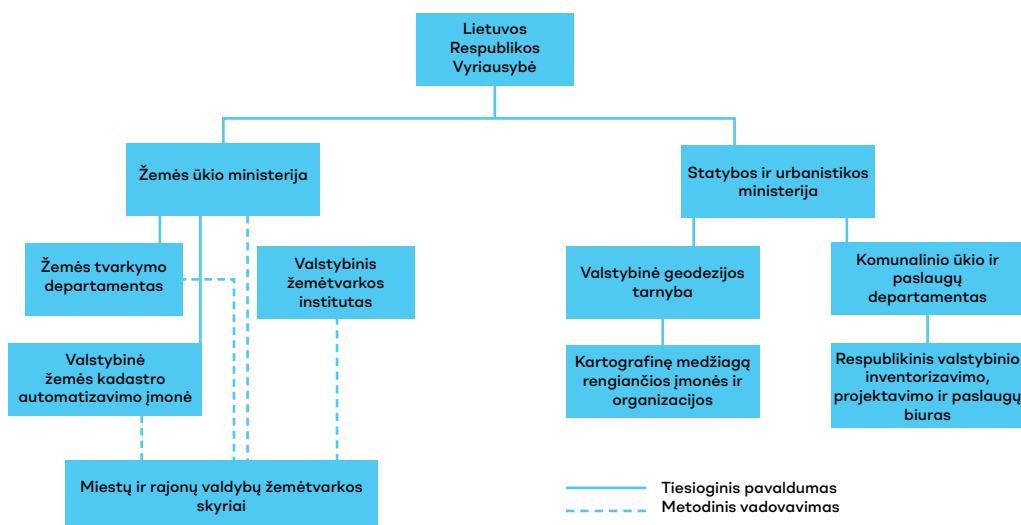 Lietuvos
Respublikos
Vyriausybė
Žemės ūkio ministerija
Statybos ir urbanistikos
ministerija
Žemės tvarkymo
departamentas
Valstybinis
žemėtvarkos
institutas
Valstybinė geodezijos
tarnyba
Komunalinio ūkio ir
paslaugų
departamentas
Valstybinė
žemės kadastro
automatizavimo įmonė
Kartografinę medžiagą
rengiančios įmonės ir
organizacijos
Respublikinis valstybinio
inventorizavimo,
projektavimo ir paslaugų
biuras
Miestų ir rajonų valdybų žemėtvarkos
skyriai
Tiesioginis pavaldumas
Metodinis vadovavimas